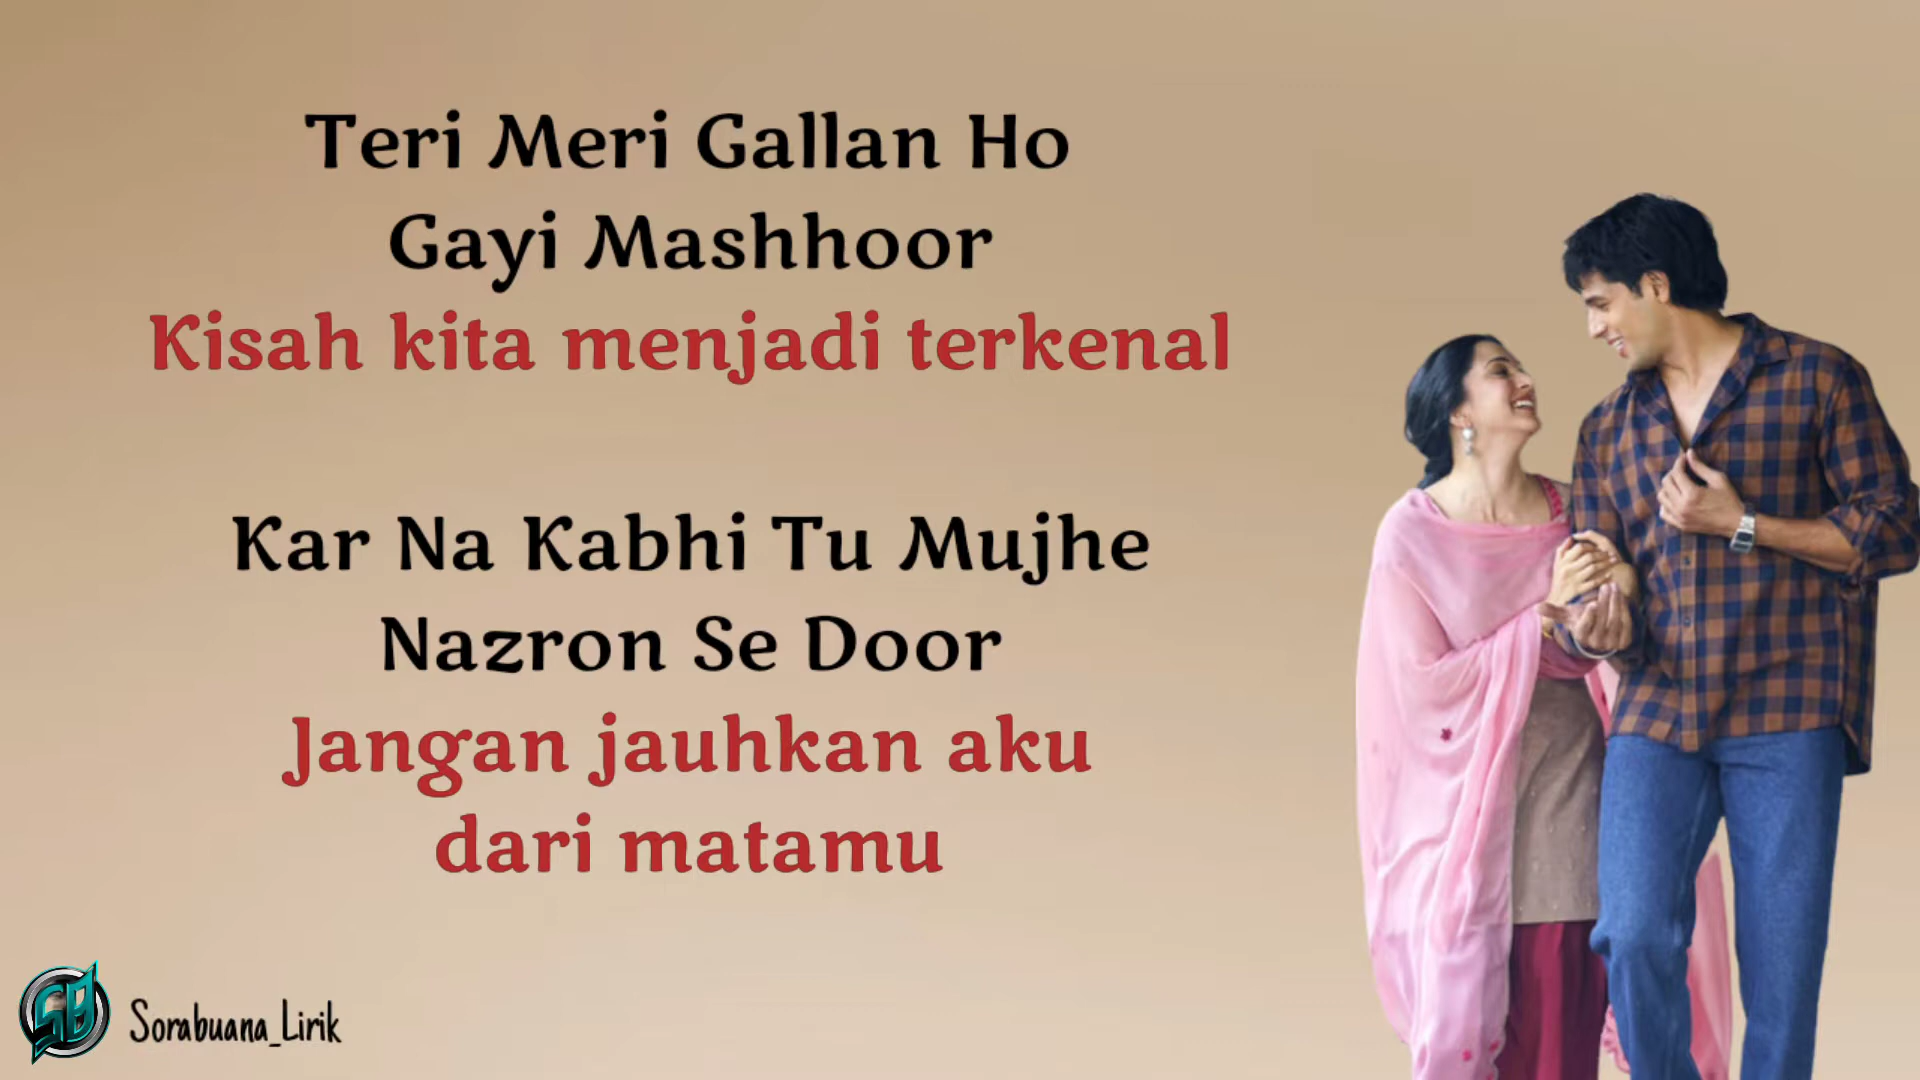 Teri Meri Gallan Ho
Gayi Mashhoor
Kisah kita menjadi terkenal
Kar Na Kabhi Tu Mujhe
Nazron Se Door
Jangan jauhkan aku
dari matamu
SB
Sorabuana_Lirik